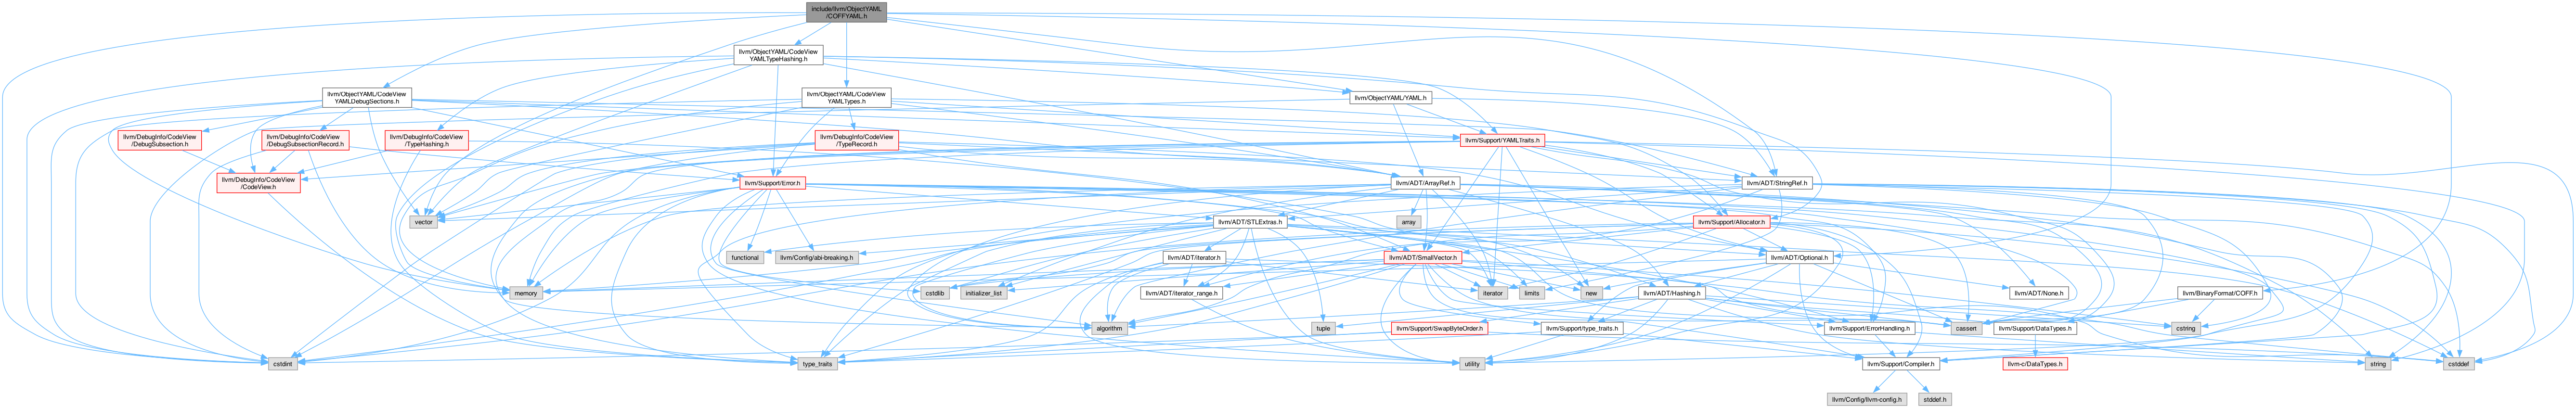 include/llvm/ObjectYAML
/COFFYAML.h
llvm/ObjectYAML/CodeView
YAMLTypeHashing.h
llvm/ObjectYAML/CodeView
YAMLDebugSections.h
llvm/ObjectYAML/CodeView
YAMLTypes.h
llvm/ObjectYAML/YAML.h
llvm/DebugInfo/CodeView
/DebugSubsection.h
llvm/DebugInfo/CodeView
/DebugSubsectionRecord.h
llvm/DebugInfo/CodeView
/TypeHashing.h
llvm/DebugInfo/CodeView
/TypeRecord.h
llvm/Support/YAMLTraits.h
llvm/DebugInfo/CodeView
/CodeView.h
llvm/Support/Error.h
llvm/ADT/ArrayRef.h
llvm/ADT/StringRef.h
vector
llvm/ADT/STLExtras.h
array
llvm/Support/Allocator.h
functional
llvm/Config/abi-breaking.h
llvm/ADT/iterator.h
llvm/ADT/SmallVector.h
llvm/ADT/Optional.h
memory
cstdlib
initializer_list
llvm/ADT/iterator_range.h
iterator
limits
new
llvm/ADT/Hashing.h
llvm/ADT/None.h
llvm/BinaryFormat/COFF.h
algorithm
tuple
llvm/Support/SwapByteOrder.h
llvm/Support/type_traits.h
llvm/Support/ErrorHandling.h
cassert
llvm/Support/DataTypes.h
cstring
cstdint
type_traits
utility
llvm/Support/Compiler.h
llvm-c/DataTypes.h
string
cstddef
llvm/Config/llvm-config.h
stddef.h